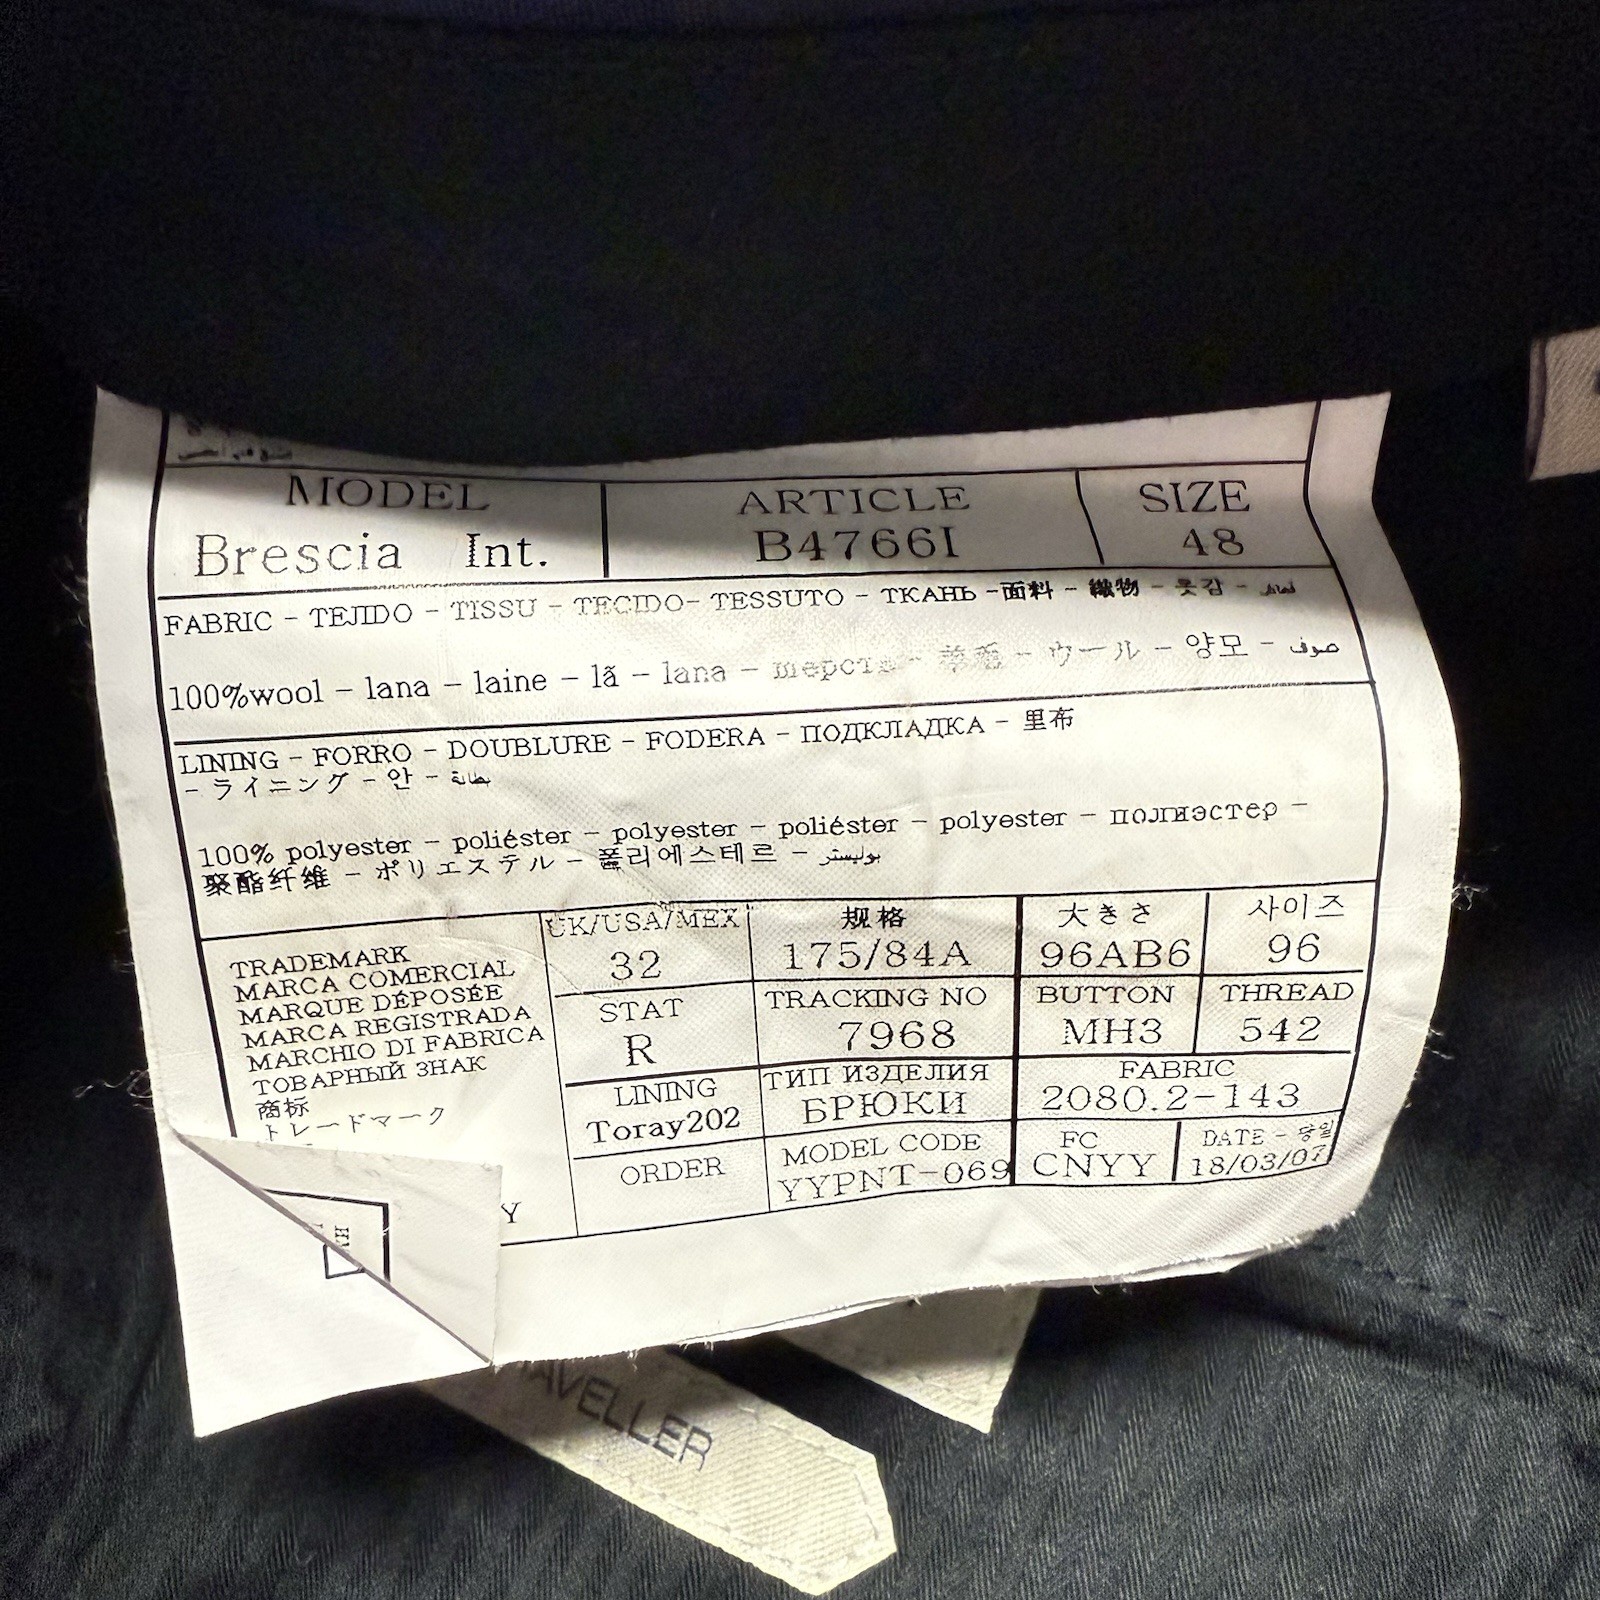 MODEL ARTICLE SIZE
Brescia Int. B4766I 48
FABRIC - TEJIDO - TISSU - TECIDO- TESSUTO - ТКАНЬ -面料 - 織物 - 옷감 -
100%wool - lana - laine - lã - lana - шерсть - 羊毛 - ウール - 양모 - صوف
LINING - FORRO - DOUBLURE - FODERA - ПОДКЛАДКА - 里布
- ライニング - 안 - بطانة
100% polyester - poliéster - polyester - poliéster - polyester - полиэстер -
聚酯纤维 - ポリエステル - 폴리에스테르 - بوليستر
TRADEMARK
MARCA COMERCIAL
MARQUE DÉPOSÉE
MARCA REGISTRADA
MARCHIO DI FABRICA
ТОВАРНЫЙ ЗНАК
商标
トレードマーク
Y
UK/USA/MEX 规格 大きさ 사이즈
32 175/84A 96AB6 96
STAT TRACKING NO BUTTON THREAD
R 7968 MH3 542
LINING ТИП ИЗДЕЛИЯ FABRIC
Toray202 БРЮКИ 2080.2-143
ORDER MODEL CODE FC DATE - 당일
YYPNT-069 CNYY 18/03/07
AVELLER